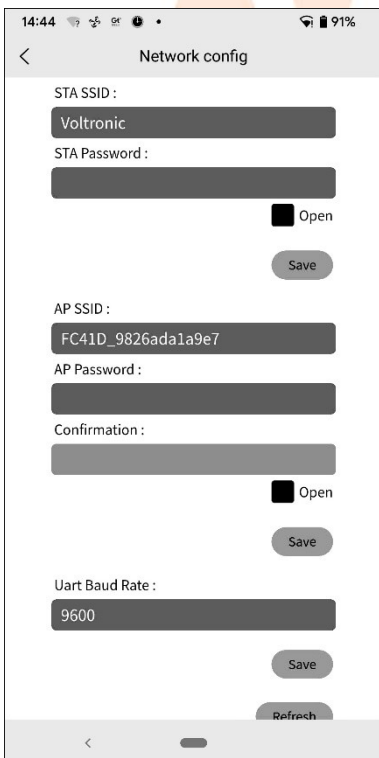 14:44 91%
Network config
STA SSID :
Voltronic
STA Password :
Open
Save
AP SSID :
FC41D_9826ada1a9e7
AP Password :
Confirmation :
Open
Save
Uart Baud Rate :
9600
Save
Refresh